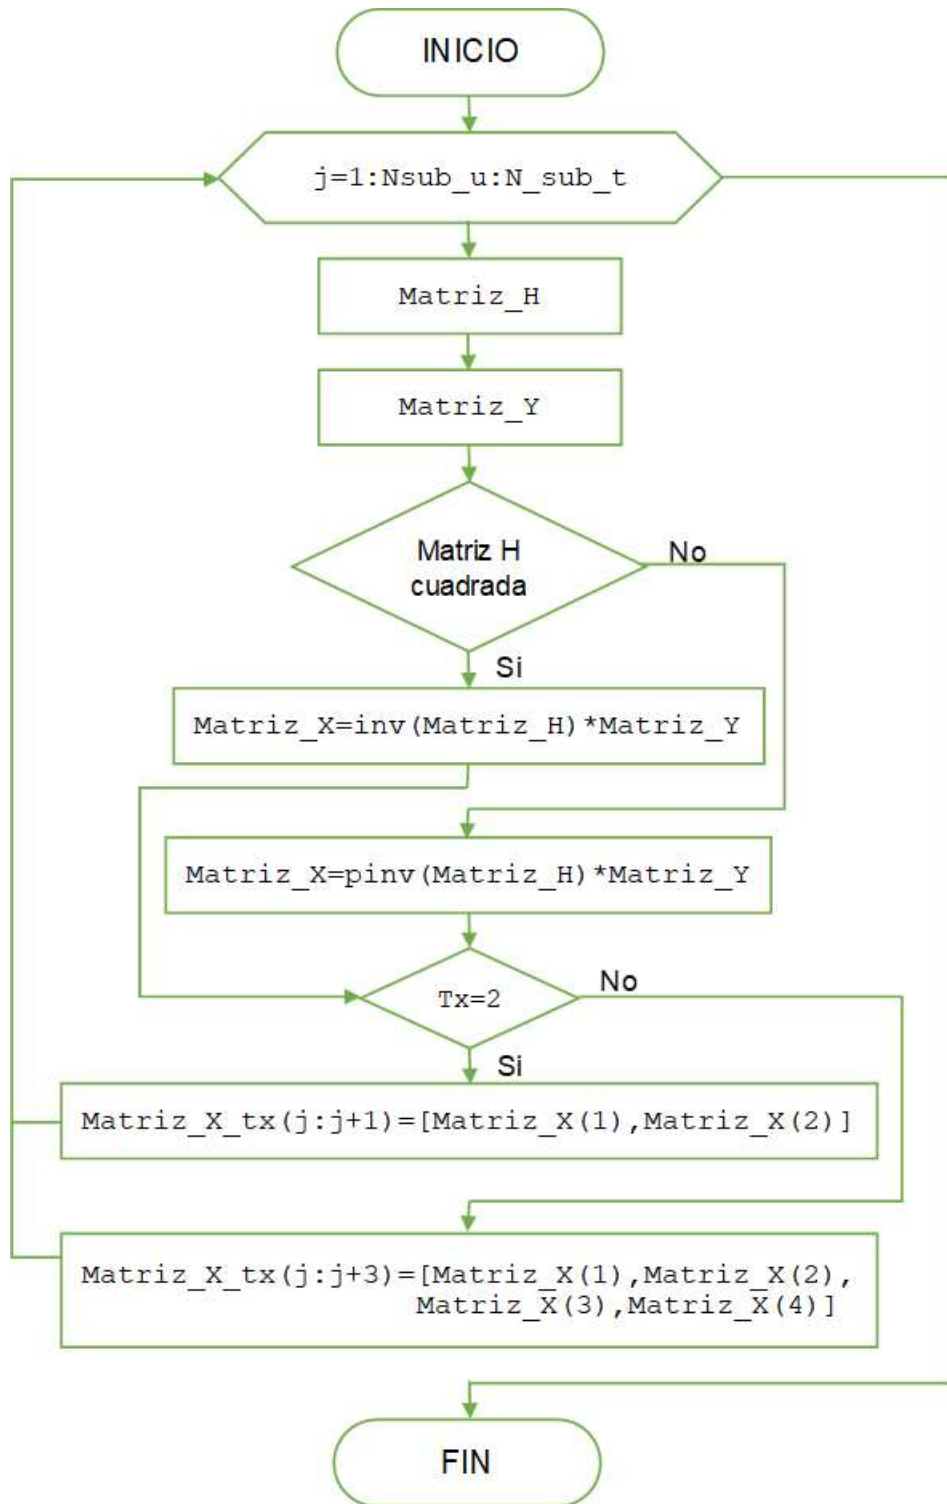 INICIO
j=1:Nsub_u:N_sub_t
Matriz_H
Matriz_Y
Matriz H
cuadrada
No
Si
Matriz_X=inv(Matriz_H)*Matriz_Y
Matriz_X=pinv(Matriz_H)*Matriz_Y
Tx=2
No
Si
Matriz_X_tx(j:j+1)=[Matriz_X(1),Matriz_X(2)]
Matriz_X_tx(j:j+3)=[Matriz_X(1),Matriz_X(2),
Matriz_X(3),Matriz_X(4)]
FIN